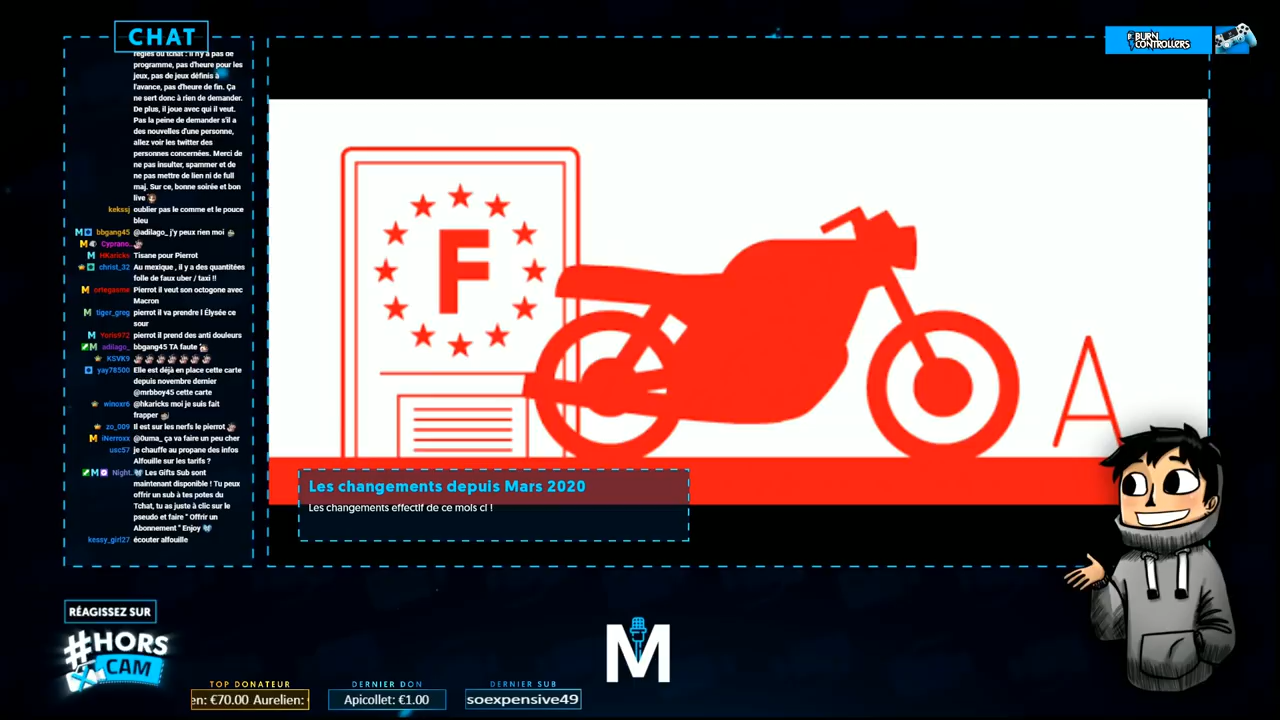 CHAT
règles du tchat : il n'y a pas de
programme, pas d'heure pour les
jeux, pas de jeux définis à
l'avance, pas d'heure de fin. Ça
ne sert donc à rien de demander.
De plus, il joue avec qui il veut.
Pas la peine de demander s'il a
des nouvelles d'une personne,
allez voir les twitter des
personnes concernées. Merci de
ne pas insulter, spammer et de
ne pas mettre de lien ni de full
maj. Sur ce, bonne soirée et bon
live
kekssj oublier pas le comme et le pouce
bleu
bbgang45 @adilago_ j'y peux rien moi
Cyprano..
HKaricks Tisane pour Pierrot
christ_32 Au mexique , il y a des quantitées
folle de faux uber / taxi !!
ortegasme Pierrot il veut son octogone avec
Macron
tiger_greg pierrot il va prendre l Élysée ce
sour
Yoris972 pierrot il prend des anti douleurs
adilago_ bbgang45 TA faute
KSVK9
yay78500 Elle est déjà en place cette carte
depuis novembre dernier
@mrbboy45 cette carte
winoxr6 @hkaricks moi je suis fait
frapper
zo_009 Il est sur les nerfs le pierrot
iNerroxx @0uma_ ça va faire un peu cher
usc57 je chauffe au propane des infos
Alfouille sur les tarifs ?
Night.. Les Gifts Sub sont
maintenant disponible ! Tu peux
offrir un sub à tes potes du
Tchat, tu as juste à clic sur le
pseudo et faire " Offrir un
Abonnement " Enjoy
kessy_girl27 écouter alfouille
BURN
CONTROLLERS
F
A
Les changements depuis Mars 2020
Les changements effectif de ce mois ci !
RÉAGISSEZ SUR
#HORS
CAM
M
TOP DONATEUR
en: €70.00 Aurelien:
DERNIER DON
Apicollet: €1.00
DERNIER SUB
soexpensive49